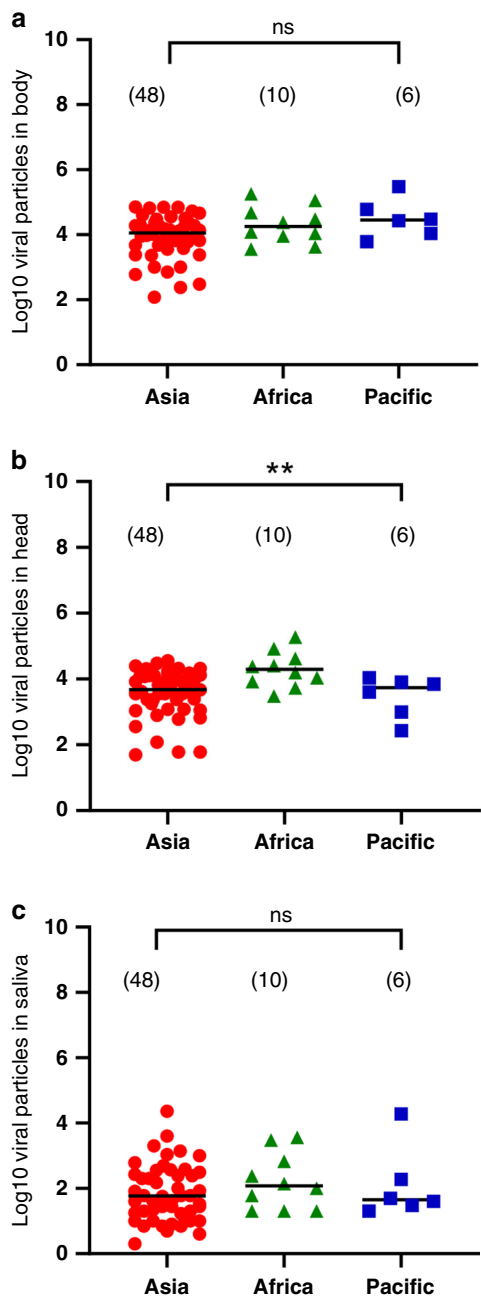 a
ns
10
(48) (10) (6)
8
6
4
2
0
Log10 viral particles in body
Asia Africa Pacific
b
**
10
(48) (10) (6)
8
6
4
2
0
Log10 viral particles in head
Asia Africa Pacific
c
ns
10
(48) (10) (6)
8
6
4
2
0
Log10 viral particles in saliva
Asia Africa Pacific